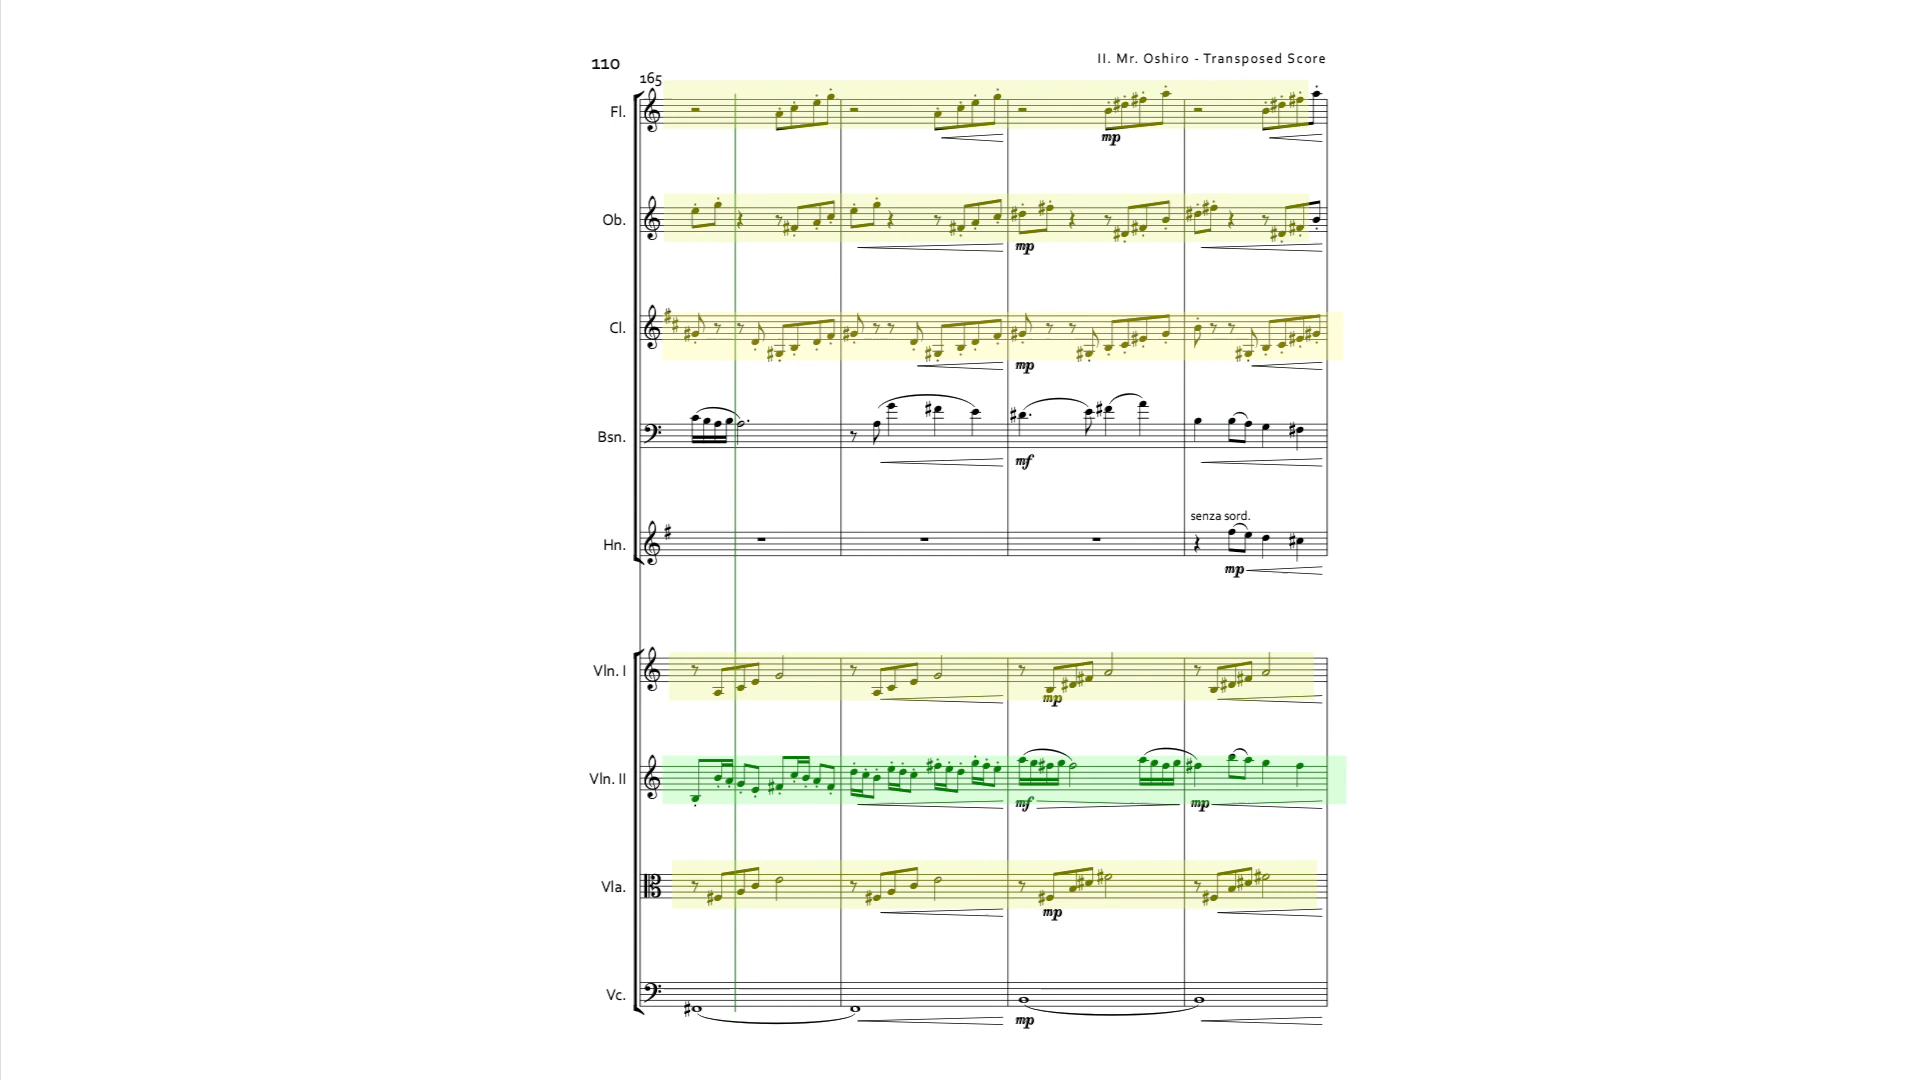 110
II. Mr. Oshiro - Transposed Score
165
Fl.
mp
Ob.
mp
Cl.
mp
Bsn.
mf
senza sord.
Hn.
mp
Vln. I
mp
Vln. II
mf mp
Vla.
mp
Vc.
mp